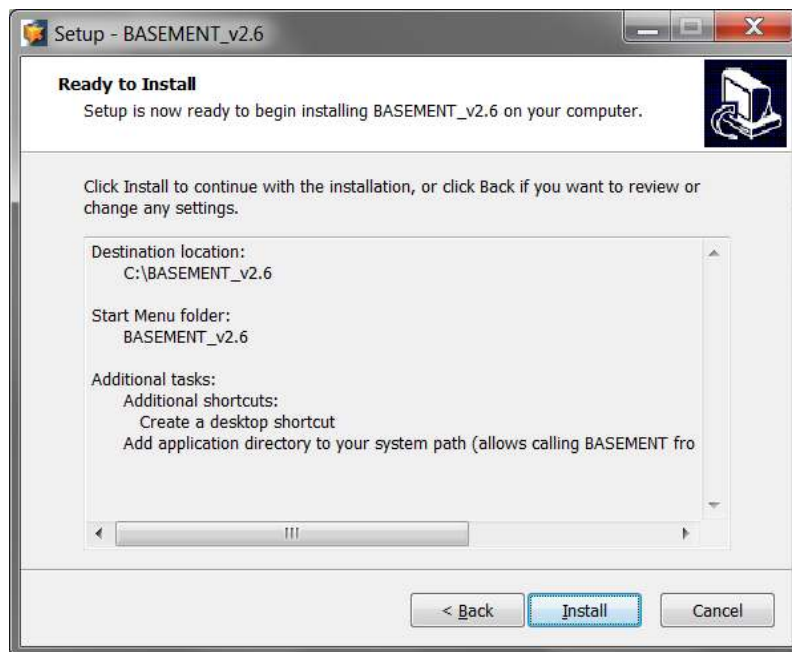 Setup - BASEMENT_v2.6
Ready to Install
Setup is now ready to begin installing BASEMENT_v2.6 on your computer.
Click Install to continue with the installation, or click Back if you want to review or
change any settings.
Destination location:
C:\BASEMENT_v2.6
Start Menu folder:
BASEMENT_v2.6
Additional tasks:
Additional shortcuts:
Create a desktop shortcut
Add application directory to your system path (allows calling BASEMENT fro
< Back
Install
Cancel